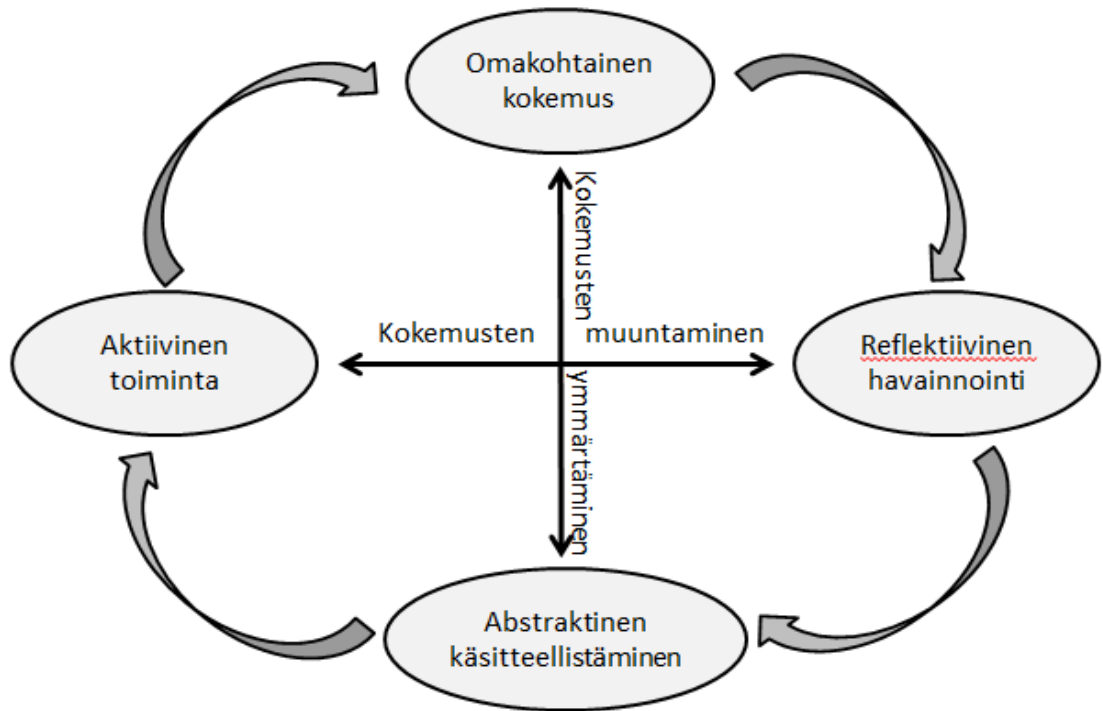 Omakohtainen
kokemus
Kokemusten
Kokemusten muuntaminen
Aktiivinen
toiminta
Reflektiivinen
havainnointi
ymmärtäminen
Abstraktinen
käsitteellistäminen